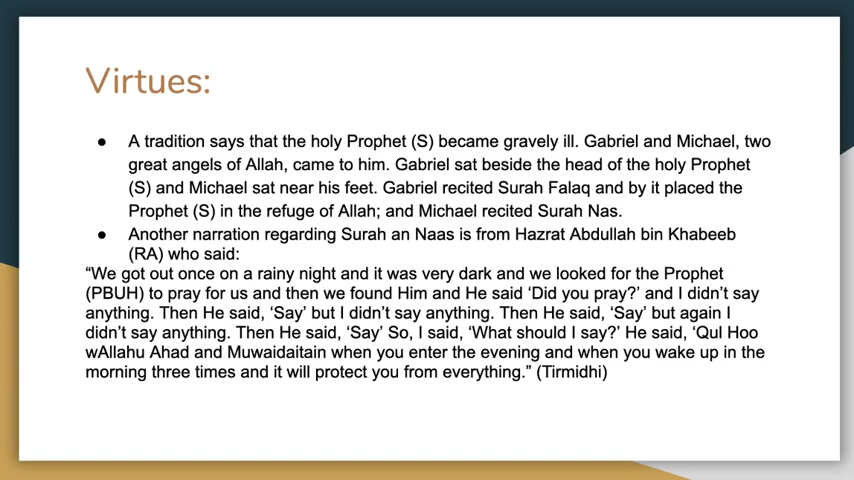 Virtues:
● A tradition says that the holy Prophet (S) became gravely ill. Gabriel and Michael, two
great angels of Allah, came to him. Gabriel sat beside the head of the holy Prophet
(S) and Michael sat near his feet. Gabriel recited Surah Falaq and by it placed the
Prophet (S) in the refuge of Allah; and Michael recited Surah Nas.
● Another narration regarding Surah an Naas is from Hazrat Abdullah bin Khabeeb
(RA) who said:
“We got out once on a rainy night and it was very dark and we looked for the Prophet
(PBUH) to pray for us and then we found Him and He said ‘Did you pray?’ and I didn’t say
anything. Then He said, ‘Say’ but I didn’t say anything. Then He said, ‘Say’ but again I
didn’t say anything. Then He said, ‘Say’ So, I said, ‘What should I say?’ He said, ‘Qul Hoo
wAllahu Ahad and Muwaidaitain when you enter the evening and when you wake up in the
morning three times and it will protect you from everything.” (Tirmidhi)